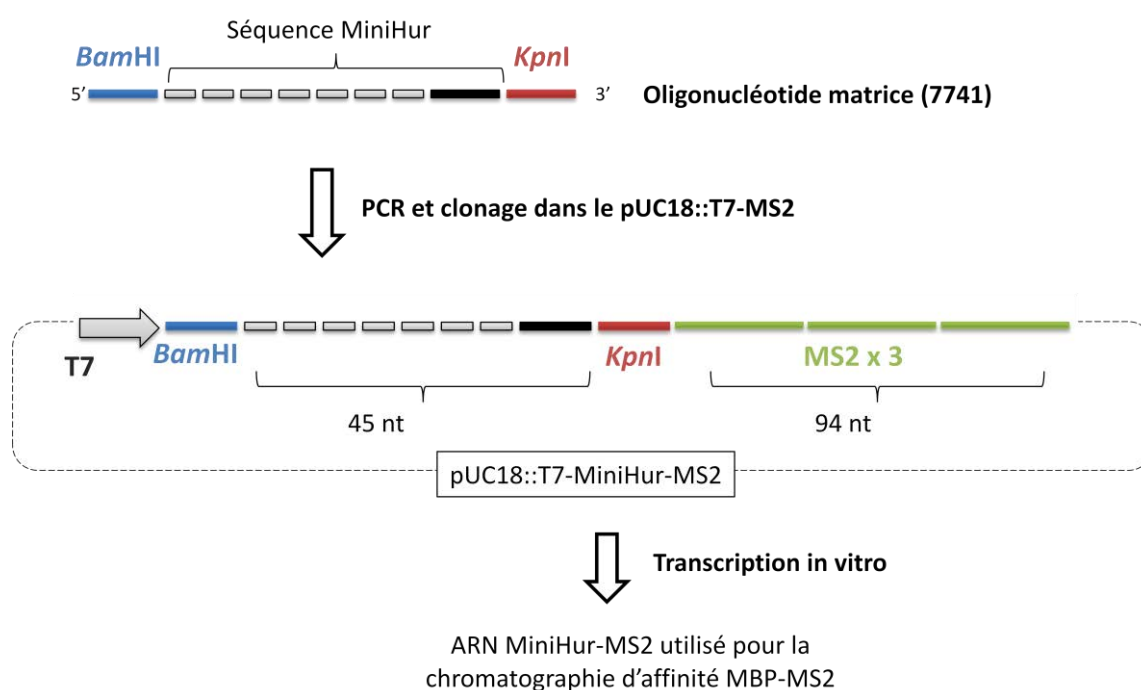 Séquence MiniHur
BamHI
KpnI
5’
3’
Oligonucléotide matrice (7741)
PCR et clonage dans le pUC18::T7-MS2
T7
BamHI
KpnI
MS2 x 3
45 nt
94 nt
pUC18::T7-MiniHur-MS2
Transcription in vitro
ARN MiniHur-MS2 utilisé pour la
chromatographie d’affinité MBP-MS2